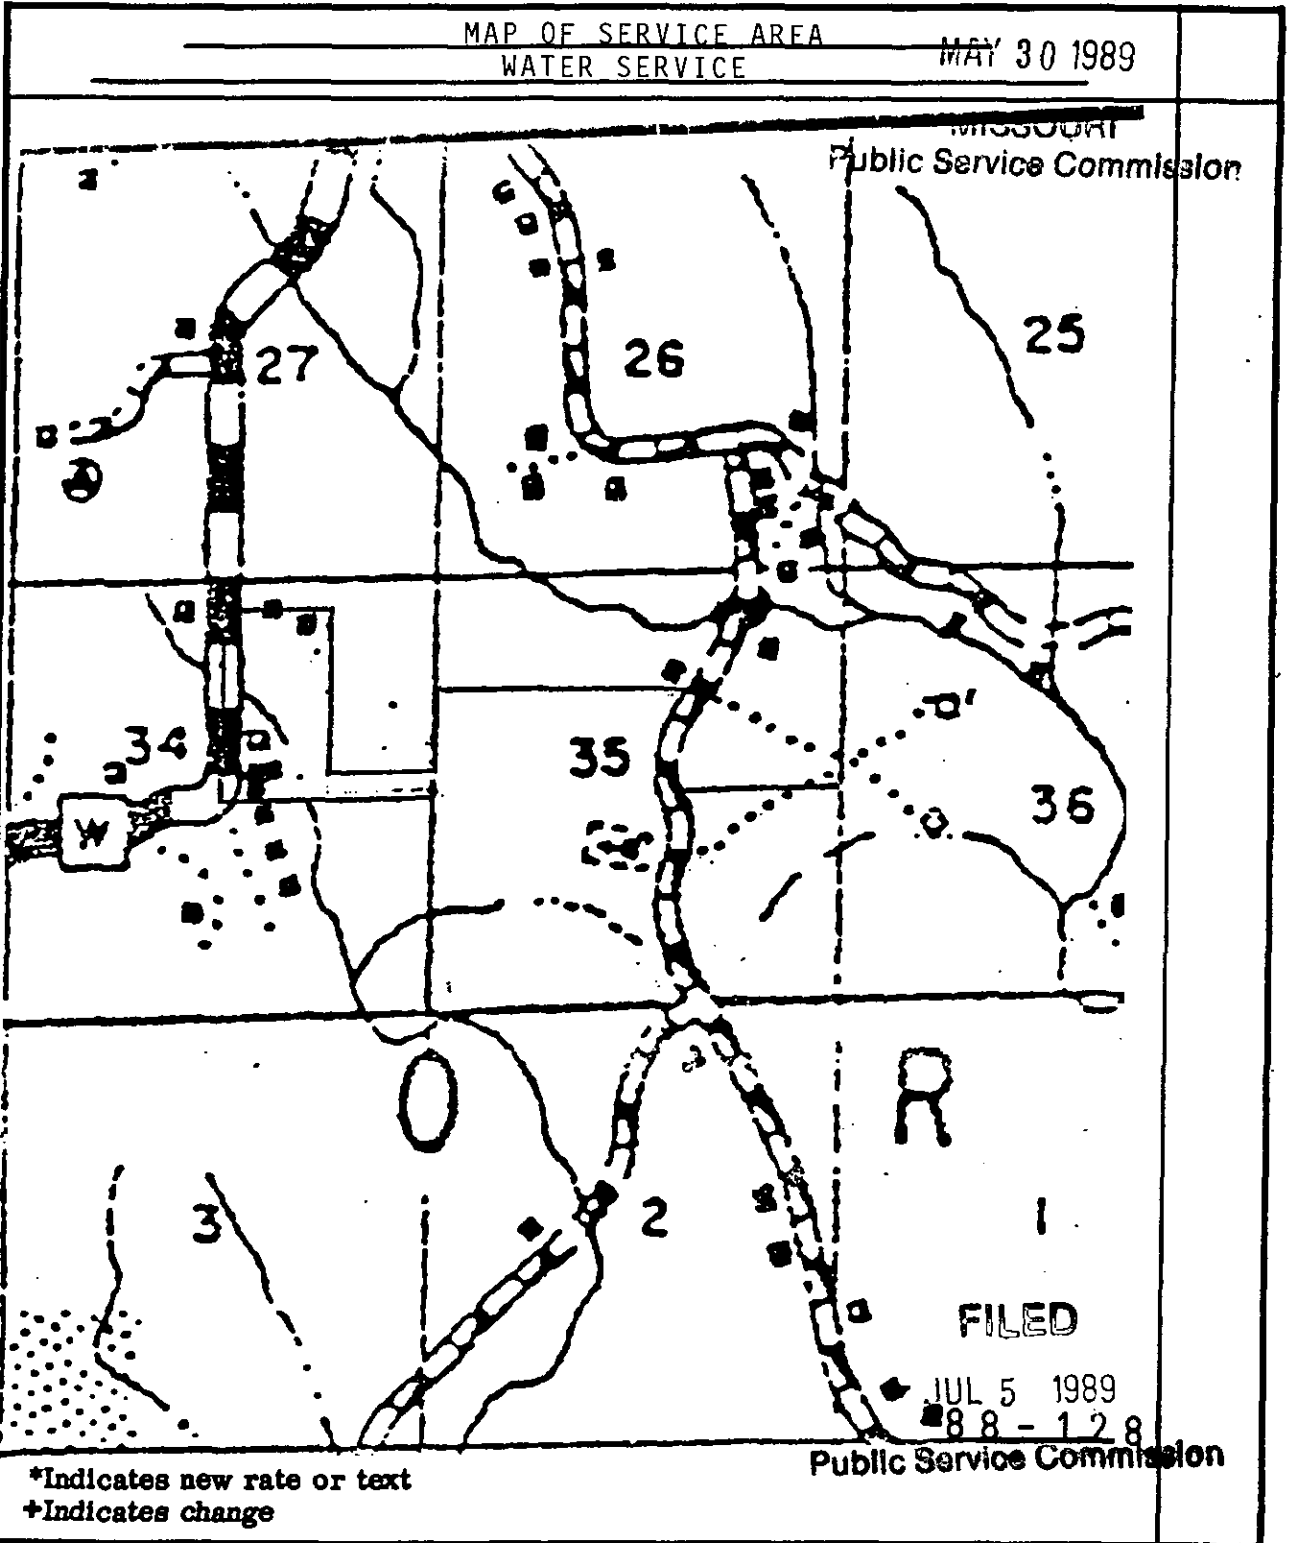 MAP OF SERVICE AREA
WATER SERVICE
MAY 30 1989
MISSOURI
Public Service Commission
25
26
27
34
35
36
W
O
R
3
2
1
FILED
JUL 5 1989
88-128
Public Service Commission
*Indicates new rate or text
+Indicates change